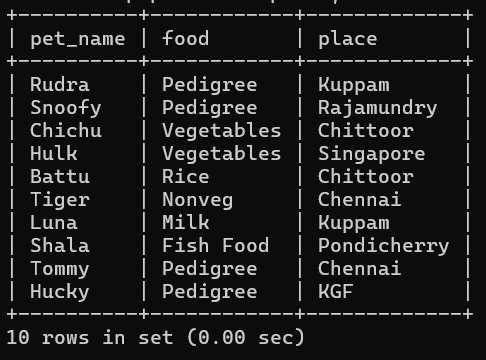 +----------+------------+-------------+
| pet_name | food       | place       |
+----------+------------+-------------+
| Rudra    | Pedigree   | Kuppam      |
| Snoofy   | Pedigree   | Rajamundry  |
| Chichu   | Vegetables | Chittoor    |
| Hulk     | Vegetables | Singapore   |
| Battu    | Rice       | Chittoor    |
| Tiger    | Nonveg     | Chennai     |
| Luna     | Milk       | Kuppam      |
| Shala    | Fish Food  | Pondicherry |
| Tommy    | Pedigree   | Chennai     |
| Hucky    | Pedigree   | KGF         |
+----------+------------+-------------+
10 rows in set (0.00 sec)